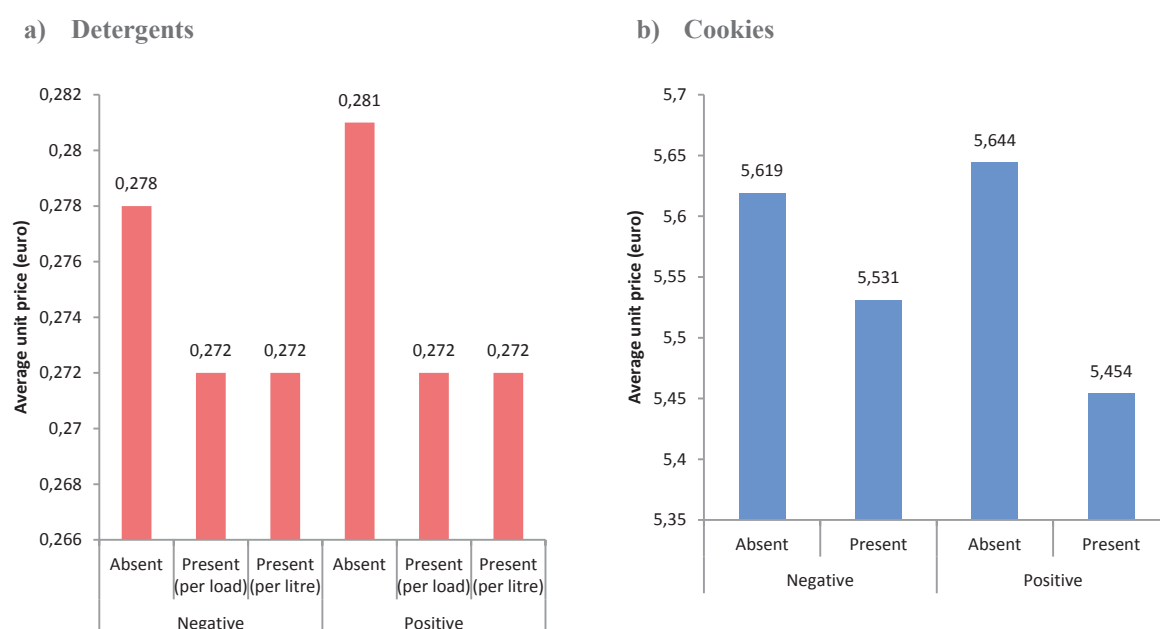 a) Detergents
Average unit price (euro)
0,282
0,28
0,278
0,276
0,274
0,272
0,27
0,268
0,266
0,278
0,272
0,272
0,281
0,272
0,272
Absent
Present (per load)
Present (per litre)
Absent
Present (per load)
Present (per litre)
Negative
Positive
b) Cookies
Average unit price (euro)
5,7
5,65
5,6
5,55
5,5
5,45
5,4
5,35
5,619
5,531
5,644
5,454
Absent
Present
Absent
Present
Negative
Positive